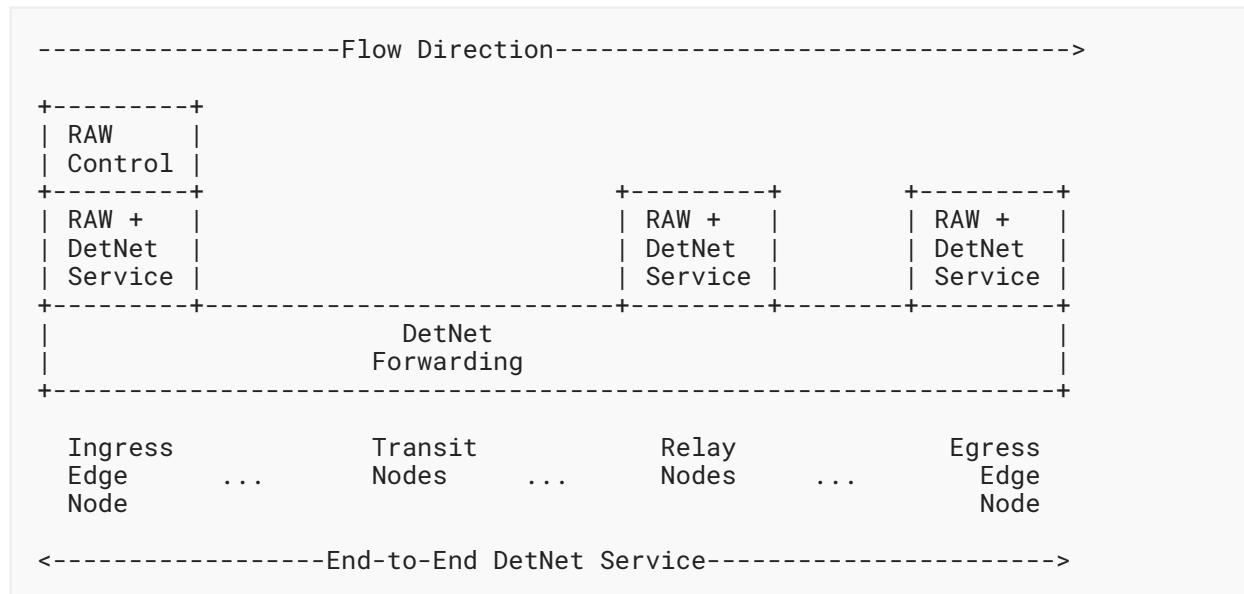 --------------------Flow Direction------------------------------------>

+---------+
| RAW     |
| Control |
+---------+                            +---------+        +---------+
| RAW +   |                            | RAW +   |        | RAW +   |
| DetNet  |                            | DetNet  |        | DetNet  |
| Service |                            | Service |        | Service |
+---------+----------------------------+---------+--------+---------+
|                       DetNet                                      |
|                     Forwarding                                    |
+-------------------------------------------------------------------+

  Ingress             Transit            Relay              Egress
  Edge      ...       Nodes     ...      Nodes     ...        Edge
  Node                                                        Node

<------------------End-to-End DetNet Service----------------------->